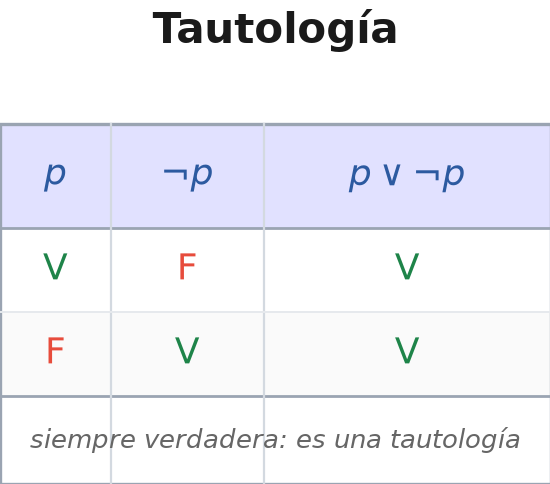 Tautología
p ¬p p ∨ ¬p
V F V
F V V
siempre verdadera: es una tautología